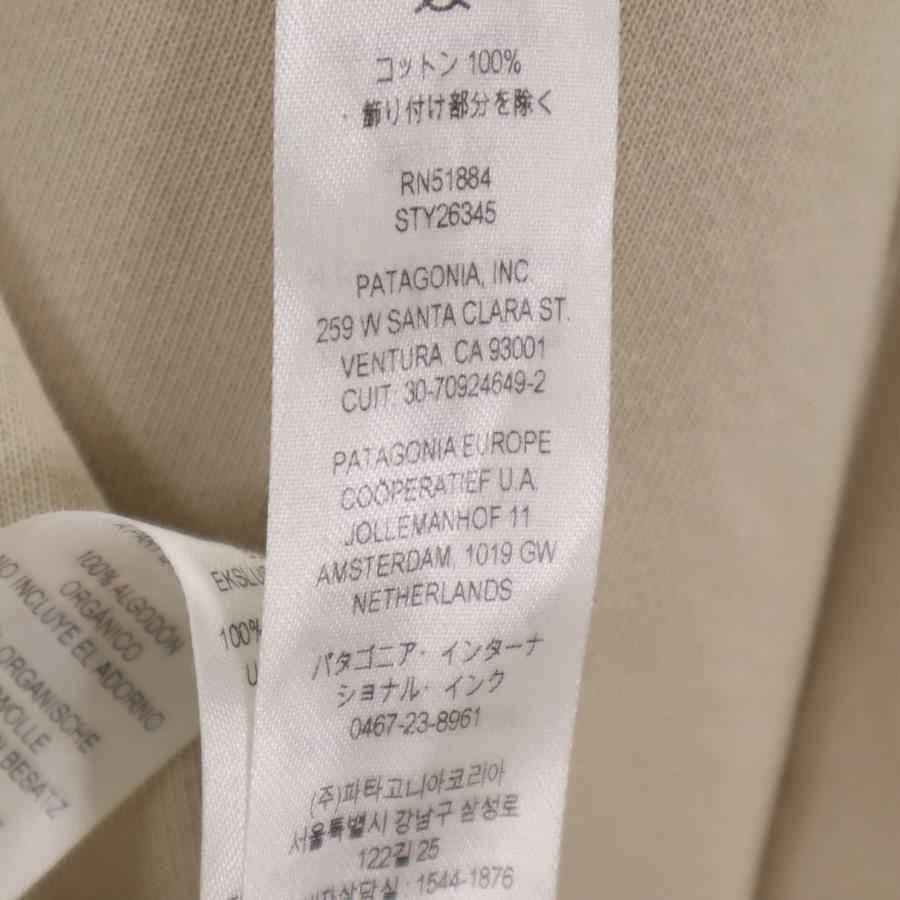 コットン 100%
・飾り付け部分を除く
RN51884
STY26345
PATAGONIA, INC.
259 W SANTA CLARA ST.
VENTURA CA 93001
CUIT: 30-70924649-2
PATAGONIA EUROPE
COÖPERATIEF U.A.
JOLLEMANHOF 11
AMSTERDAM, 1019 GW
NETHERLANDS
パタゴニア・インターナ
ショナル・インク
0467-23-8961
(주)파타고니아코리아
서울특별시 강남구 삼성로
122길 25
: 1544-1876
100% ALGODÓN
ORGÁNICO
NO INCLUYE EL ADORNO
ORGANISCHE
BESATZ
EKSLU
100%
U